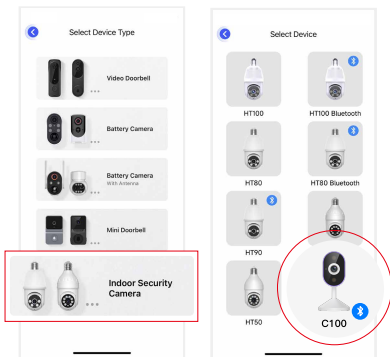 Select Device Type
Video Doorbell
Battery Camera
Battery Camera
With Antenna
Mini Doorbell
Indoor Security
Camera
Select Device
HT100
HT100 Bluetooth
HT80
HT80 Bluetooth
HT90
HT50
C100